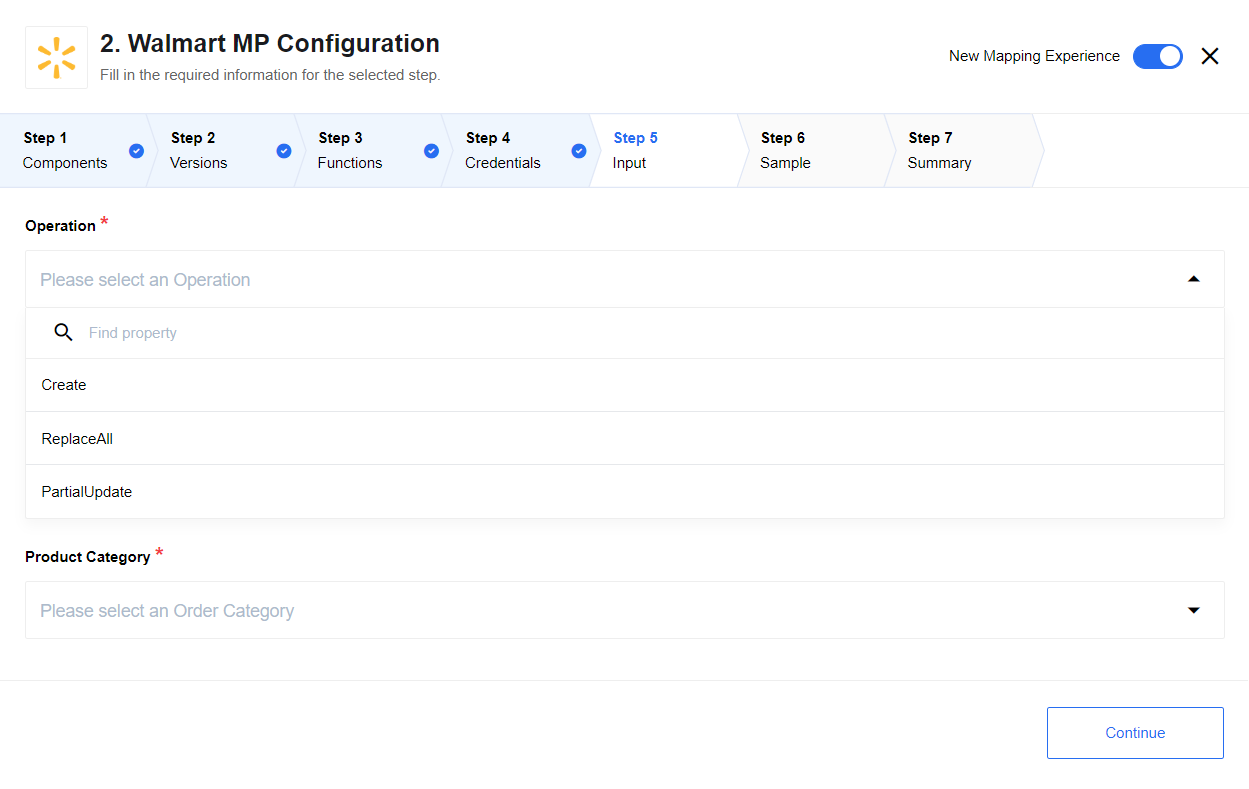 2. Walmart MP Configuration
Fill in the required information for the selected step.
New Mapping Experience
Step 1
Components
Step 2
Versions
Step 3
Functions
Step 4
Credentials
Step 5
Input
Step 6
Sample
Step 7
Summary
Operation *
Please select an Operation
Find property
Create
ReplaceAll
PartialUpdate
Product Category *
Please select an Order Category
Continue